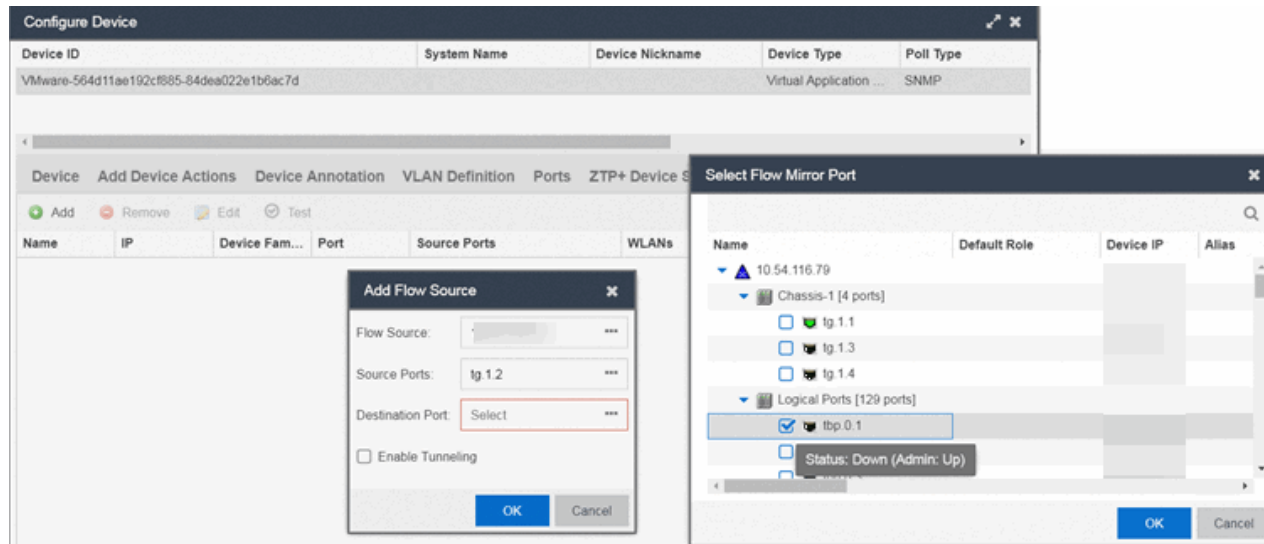 Configure Device
Device ID System Name Device Nickname Device Type Poll Type
VMware-564d11ae192cf885-84dea022e1b6ac7d Virtual Application ... SNMP
Device Add Device Actions Device Annotation VLAN Definition Ports ZTP+ Device S
Add Remove Edit Test
Name IP Device Fam... Port Source Ports WLANs
Add Flow Source
Flow Source: ...
Source Ports: tg.1.2 ...
Destination Port: Select ...
Enable Tunneling
OK Cancel
Select Flow Mirror Port
Name Default Role Device IP Alias
10.54.116.79
Chassis-1 [4 ports]
tg.1.1
tg.1.3
tg.1.4
Logical Ports [129 ports]
tbp.0.1
Status: Down (Admin: Up)
OK Cancel